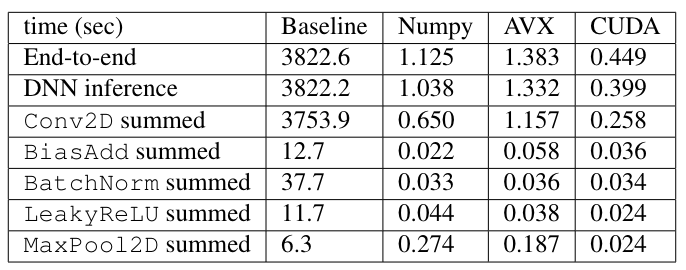 time (sec) Baseline Numpy AVX CUDA
End-to-end 3822.6 1.125 1.383 0.449
DNN inference 3822.2 1.038 1.332 0.399
Conv2D summed 3753.9 0.650 1.157 0.258
BiasAdd summed 12.7 0.022 0.058 0.036
BatchNorm summed 37.7 0.033 0.036 0.034
LeakyReLU summed 11.7 0.044 0.038 0.024
MaxPool2D summed 6.3 0.274 0.187 0.024